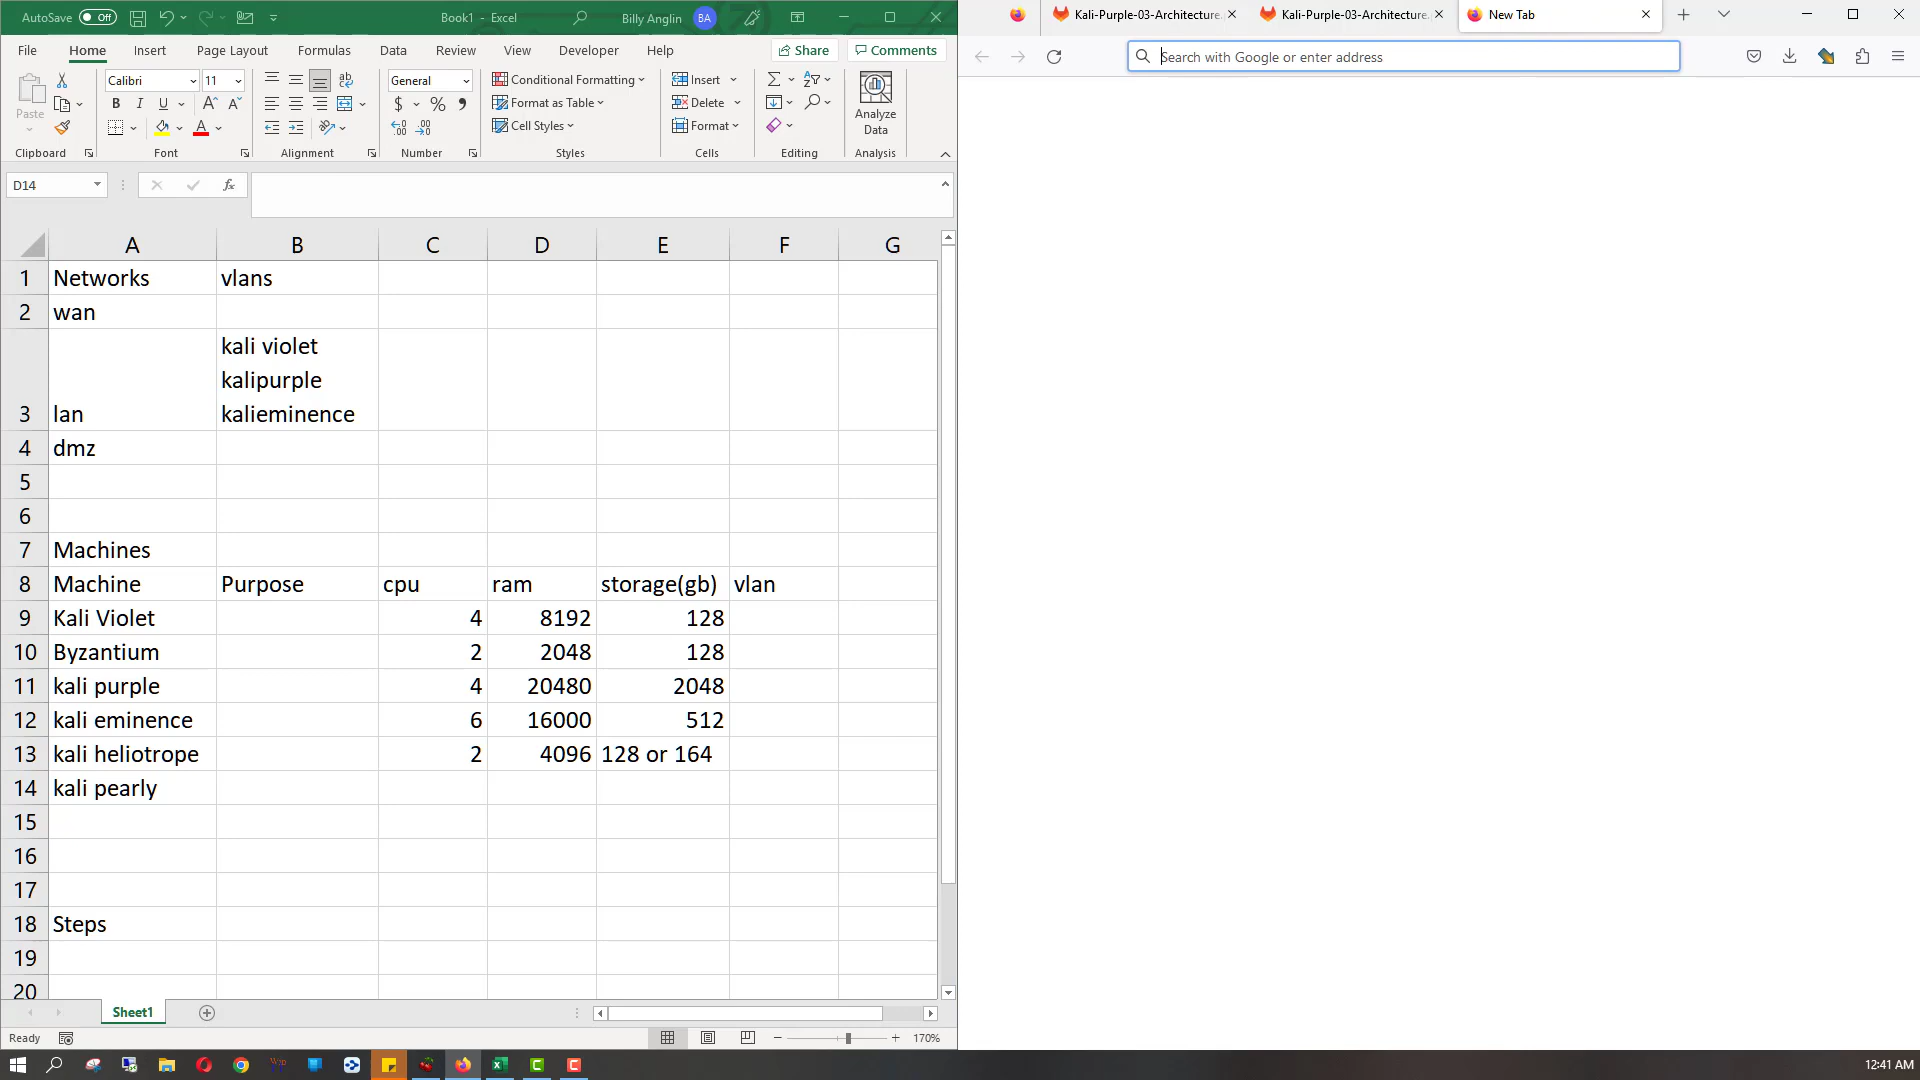 AutoSave Off Book1 - Excel Billy Anglin BA
File Home Insert Page Layout Formulas Data Review View Developer Help Share Comments
Paste Calibri 11 General Conditional Formatting Insert
B I U A A Format as Table Delete Analyze Data
A Cell Styles Format
Clipboard Font Alignment Number Styles Cells Editing Analysis
D14 fx
A B C D E F G
1 Networks vlans
2 wan
kali violet
kalipurple
3 lan kalieminence
4 dmz
5
6
7 Machines
8 Machine Purpose cpu ram storage(gb) vlan
9 Kali Violet 4 8192 128
10 Byzantium 2 2048 128
11 kali purple 4 20480 2048
12 kali eminence 6 16000 512
13 kali heliotrope 2 4096 128 or 164
14 kali pearly
15
16
17
18 Steps
19
20
Sheet1
Ready 170%
Kali-Purple-03-Architecture. Kali-Purple-03-Architecture. New Tab
Search with Google or enter address
12:41 AM